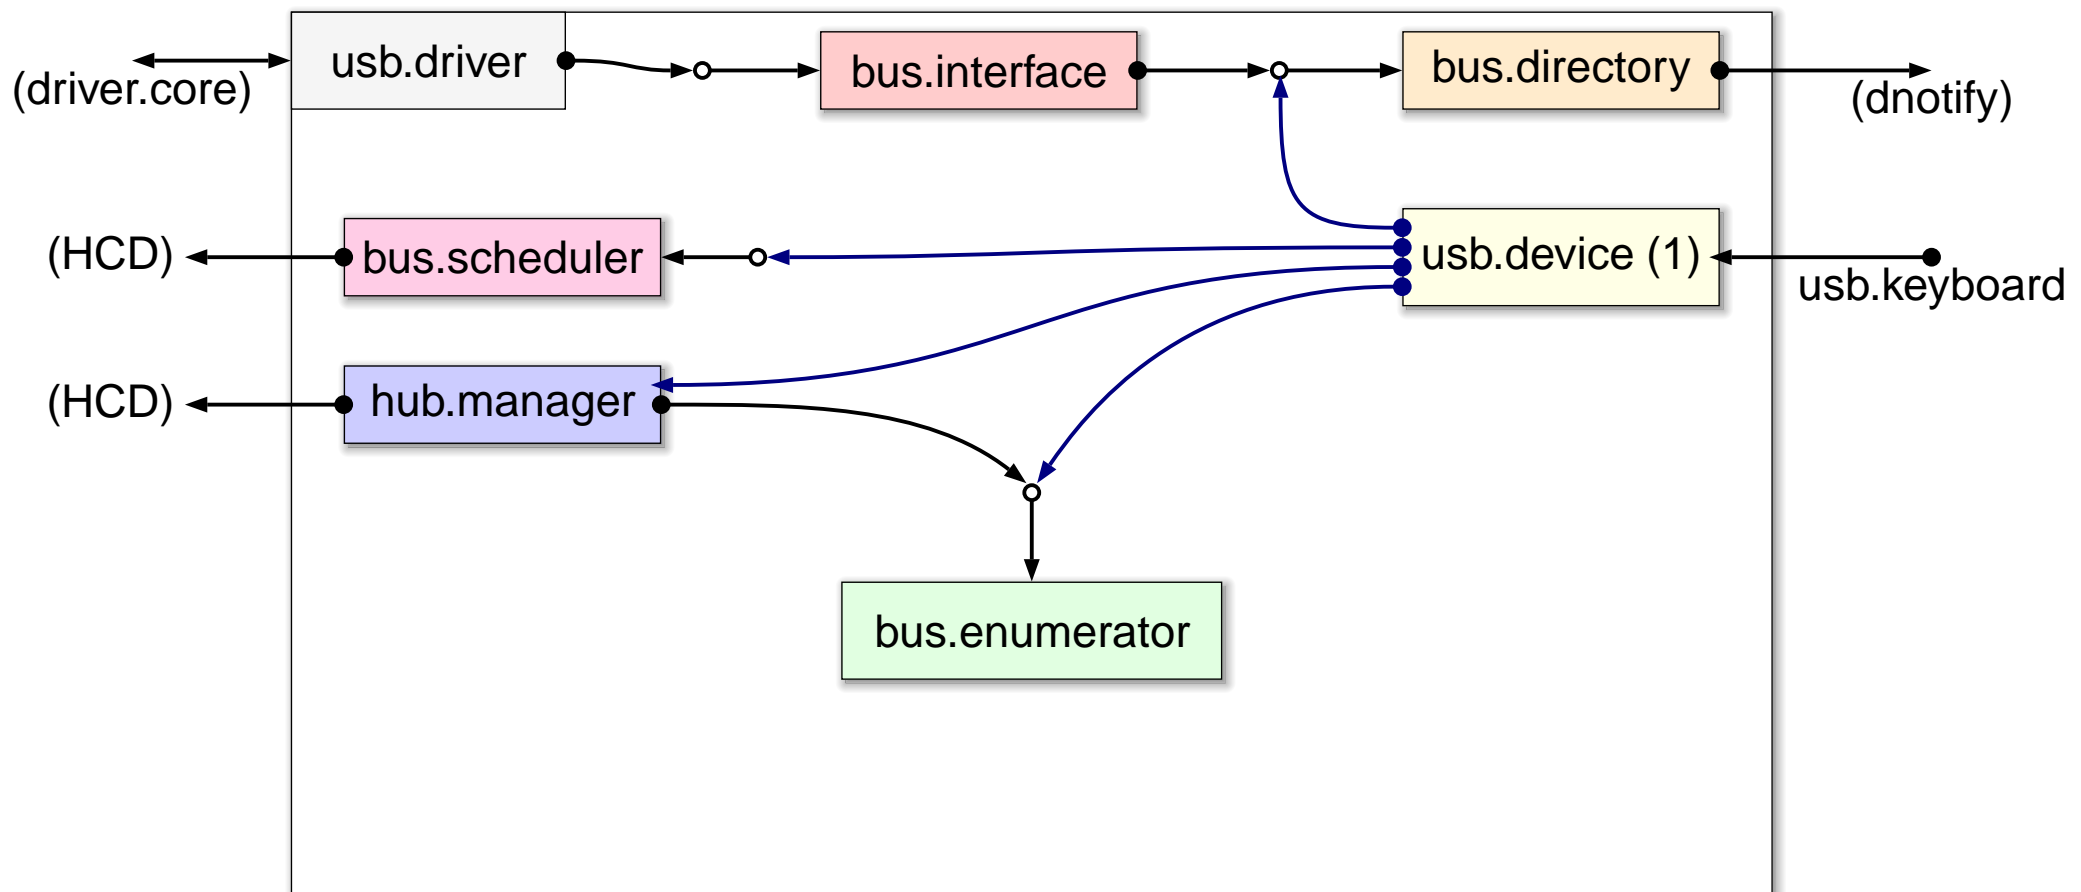 usb.driver
bus.interface
bus.directory
(driver.core)
(dnotify)
(HCD)
bus.scheduler
usb.device (1)
usb.keyboard
(HCD)
hub.manager
bus.enumerator